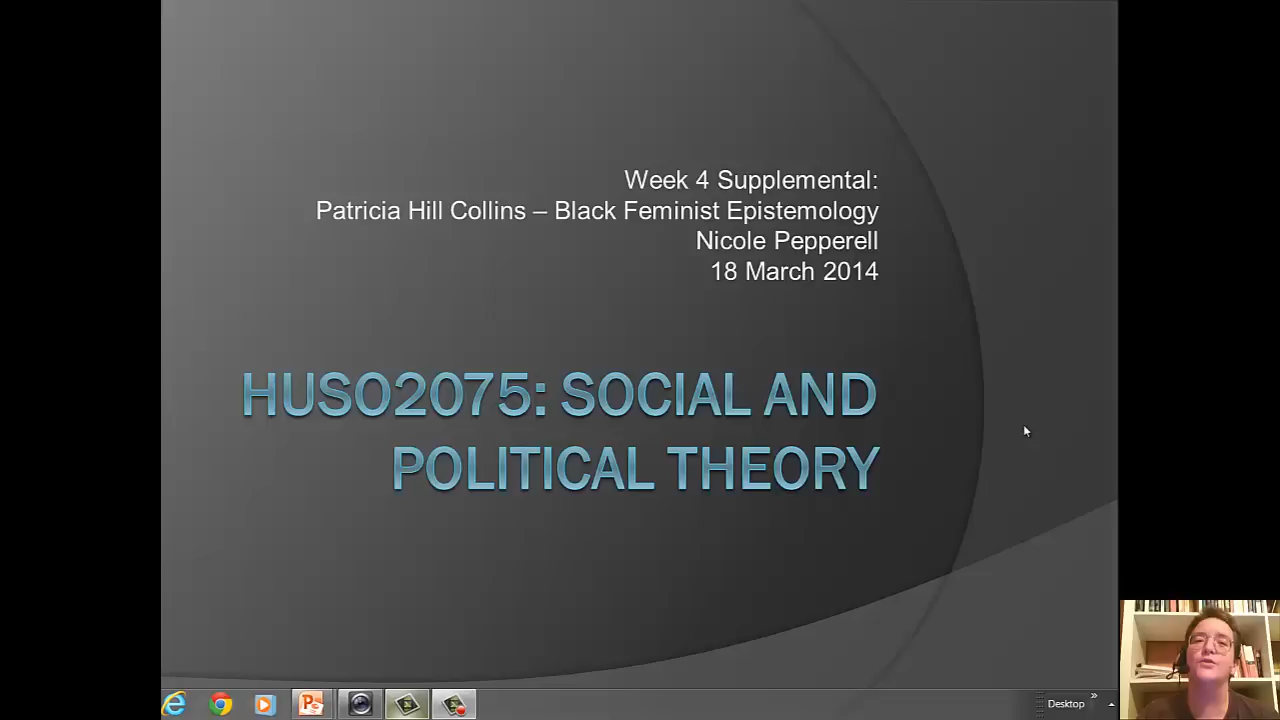 Week 4 Supplemental:
Patricia Hill Collins – Black Feminist Epistemology
Nicole Pepperell
18 March 2014
HUSO2075: SOCIAL AND
POLITICAL THEORY
Desktop